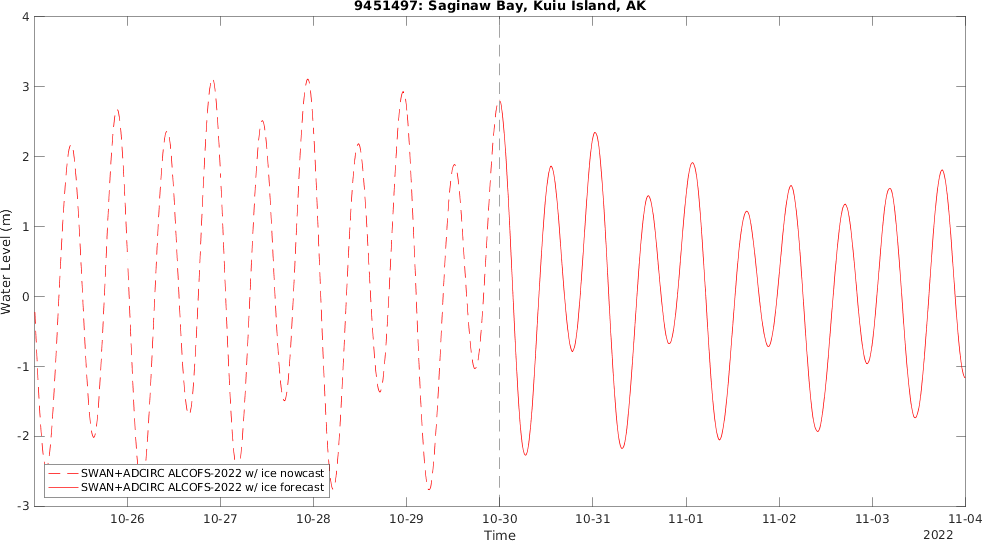 9451497: Saginaw Bay, Kuiu Island, AK
4
3
2
1
0
-1
-2
-3
Water Level (m)
SWAN+ADCIRC ALCOFS-2022 w/ ice nowcast
SWAN+ADCIRC ALCOFS-2022 w/ ice forecast
10-26 10-27 10-28 10-29 10-30 10-31 11-01 11-02 11-03 11-04
Time
2022